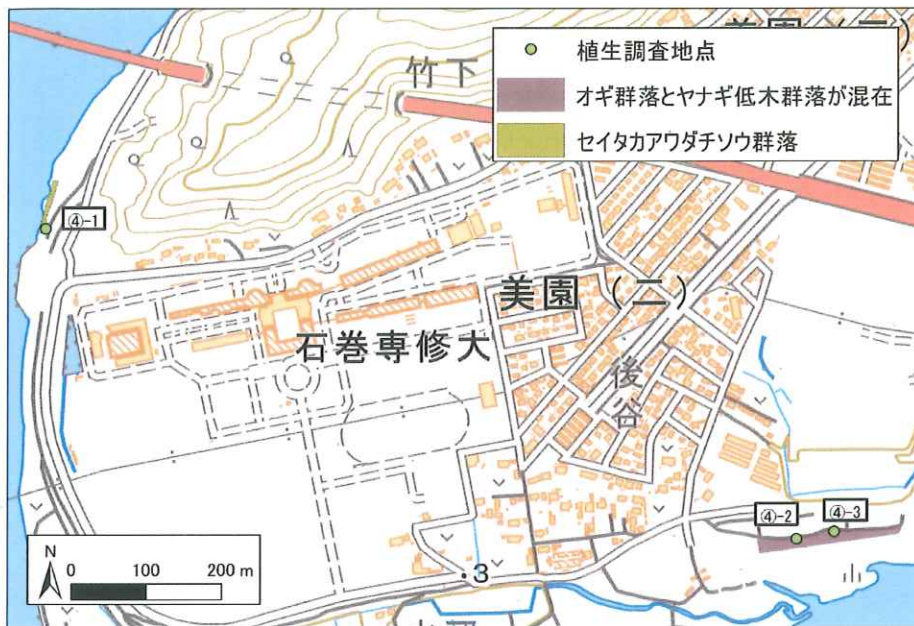 植生調査地点
オギ群落とヤナギ低木群落が混在
セイタカアワダチソウ群落
竹下
④-1
美園(二)
石巻専修大
後
谷
④-2
④-3
N
0 100 200 m
・3